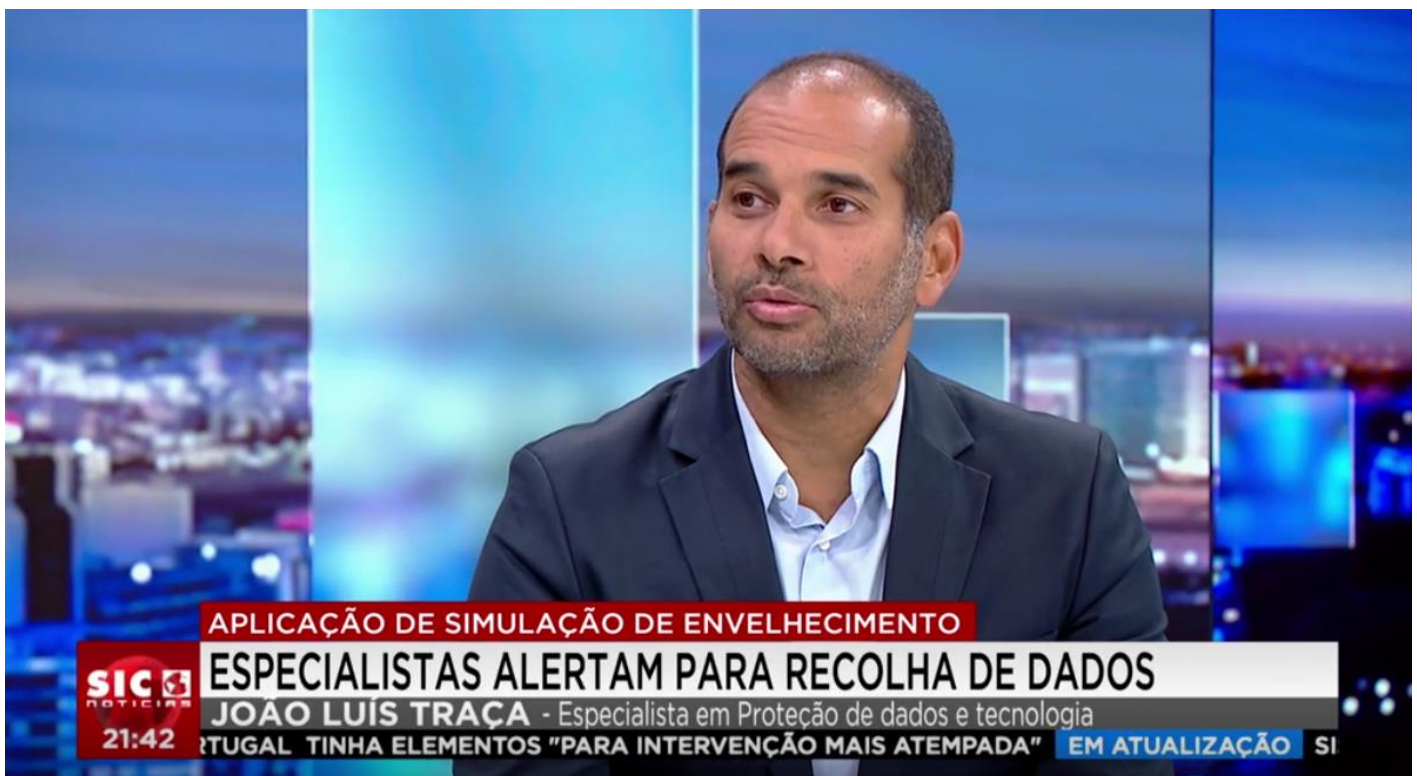 APLICAÇÃO DE SIMULAÇÃO DE ENVELHECIMENTO
ESPECIALISTAS ALERTAM PARA RECOLHA DE DADOS
SIC NOTICIAS
JOÃO LUÍS TRAÇA - Especialista em Proteção de dados e tecnologia
21:42
RTUGAL TINHA ELEMENTOS "PARA INTERVENÇÃO MAIS ATEMPADA" EM ATUALIZAÇÃO SI